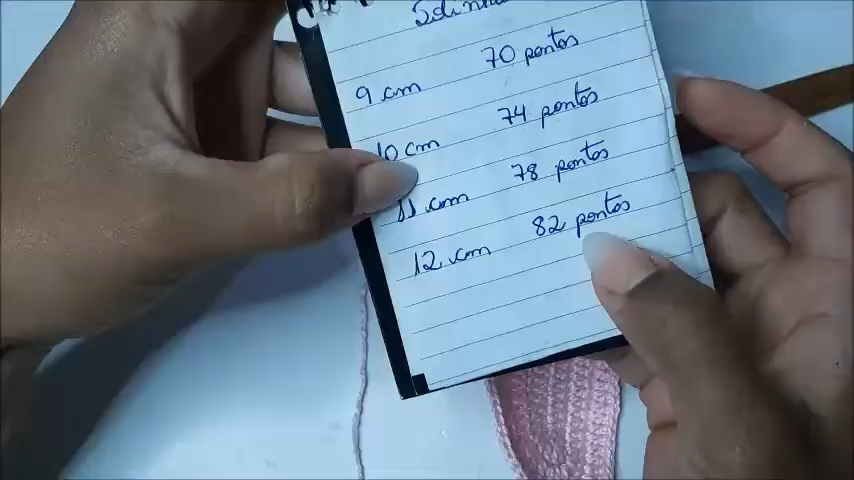 9 cm 70 pontos
10 cm 74 pontos
11 cm 78 pontos
12 cm 82 pontos